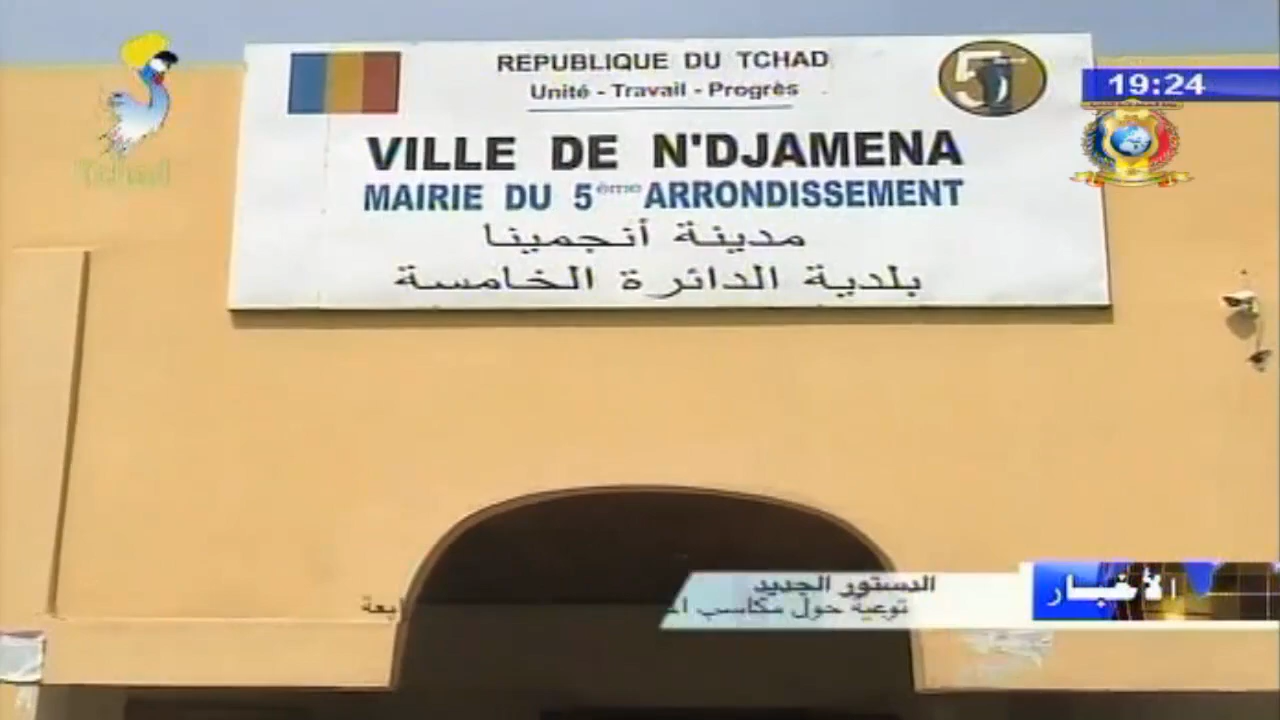 REPUBLIQUE DU TCHAD
Unité - Travail - Progrès
5
19:24
VILLE DE N'DJAMENA
MAIRIE DU 5ème ARRONDISSEMENT
مدينة أنجمينا
بلدية الدائرة الخامسة
Tchad
الأخبار
الدستور الجديد
توعية حول مكاسب